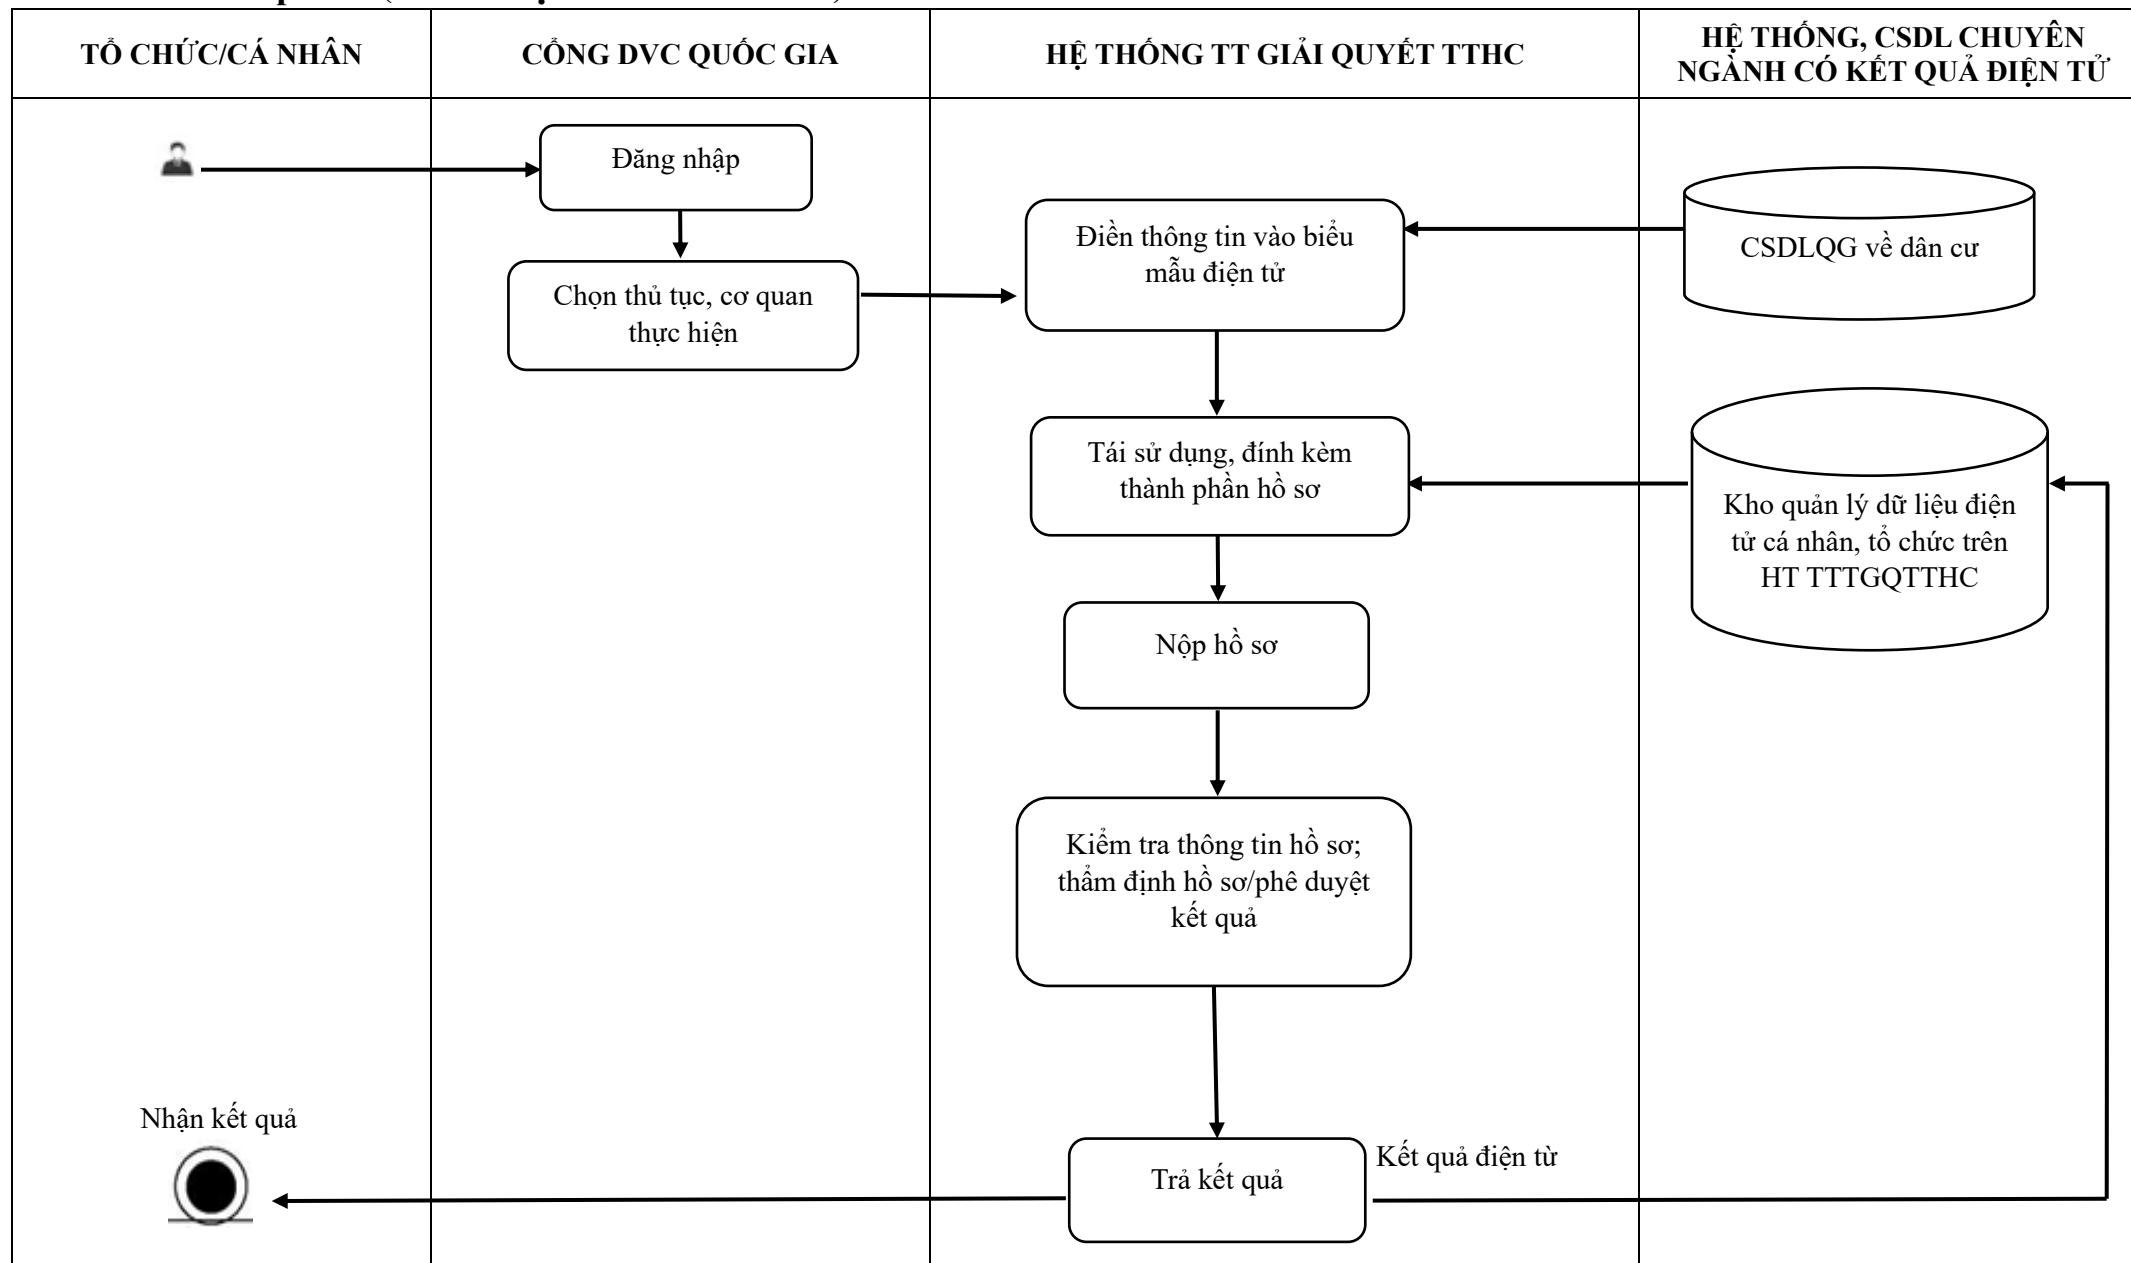 TỔ CHỨC/CÁ NHÂN
CỔNG DVC QUỐC GIA
HỆ THỐNG TT GIẢI QUYẾT TTHC
HỆ THỐNG, CSDL CHUYÊN
NGÀNH CÓ KẾT QUẢ ĐIỆN TỬ
Đăng nhập
Chọn thủ tục, cơ quan
thực hiện
Điền thông tin vào biểu
mẫu điện tử
CSDLQG về dân cư
Tái sử dụng, đính kèm
thành phần hồ sơ
Kho quản lý dữ liệu điện
tử cá nhân, tổ chức trên
HT TTTGQTTHC
Nộp hồ sơ
Kiểm tra thông tin hồ sơ;
thẩm định hồ sơ/phê duyệt
kết quả
Nhận kết quả
Trả kết quả
Kết quả điện từ